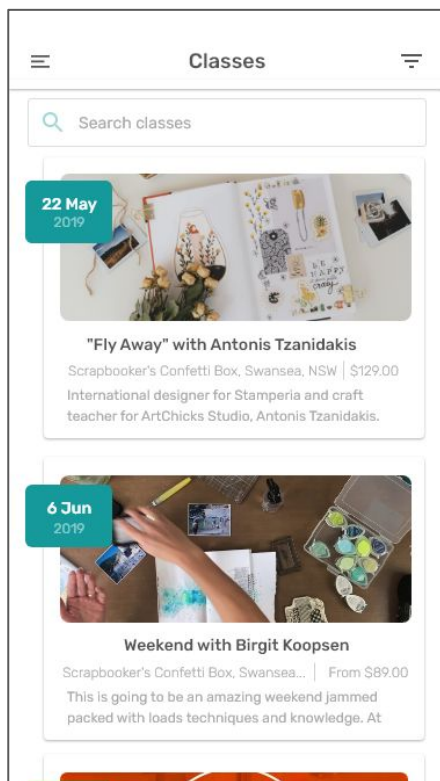 Classes
Search classes
22 May
2019
BE
HAPPY
"Fly Away" with Antonis Tzanidakis
Scrapbooker's Confetti Box, Swansea, NSW | $129.00
International designer for Stamperia and craft
teacher for ArtChicks Studio, Antonis Tzanidakis.
6 Jun
2019
Weekend with Birgit Koopsen
Scrapbooker's Confetti Box, Swansea... | From $89.00
This is going to be an amazing weekend jammed
packed with loads techniques and knowledge. At